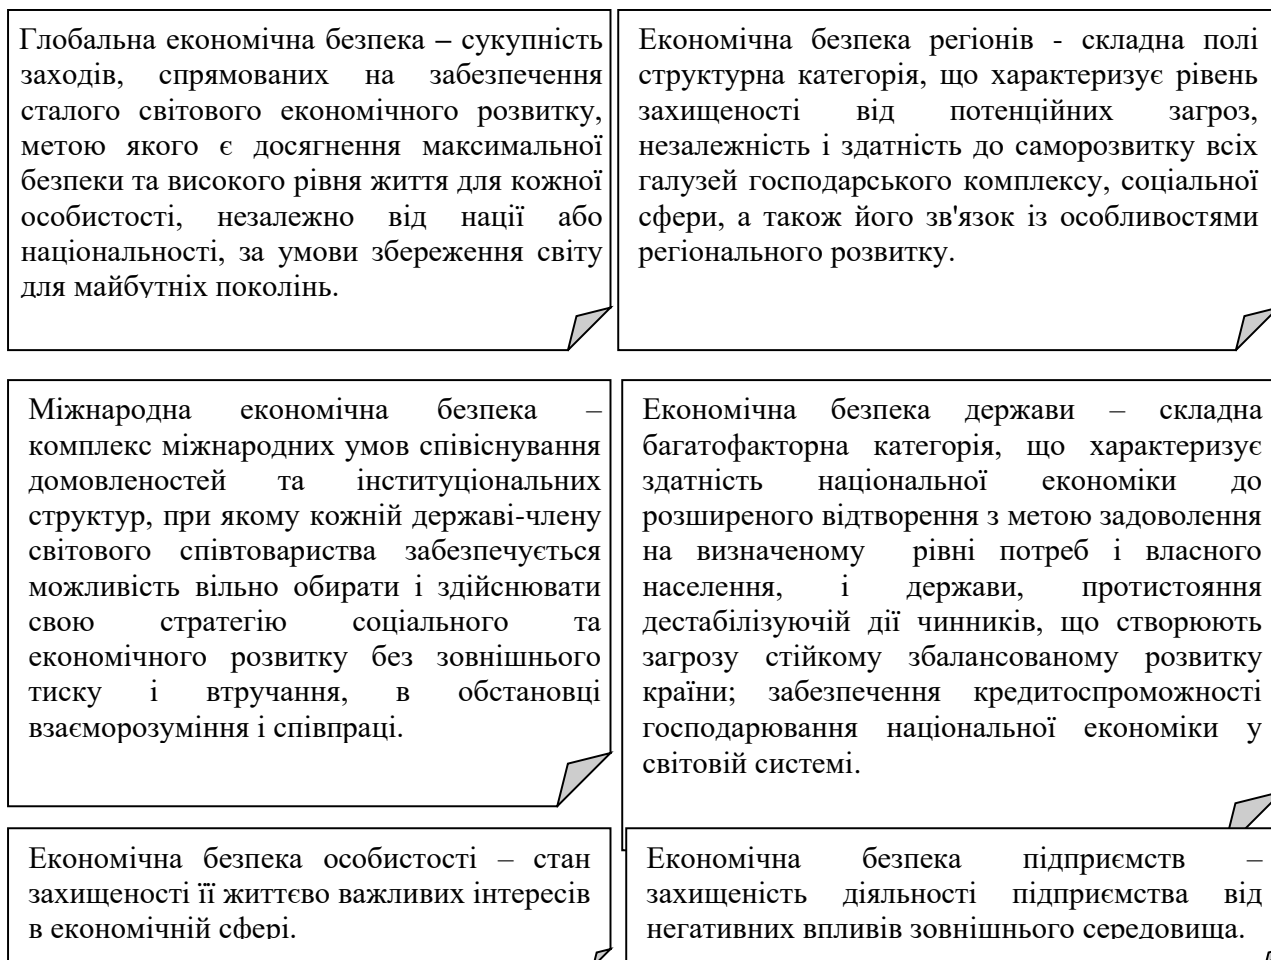 Глобальна економічна безпека – сукупність
заходів, спрямованих на забезпечення
сталого світового економічного розвитку,
метою якого є досягнення максимальної
безпеки та високого рівня життя для кожної
особистості, незалежно від нації або
національності, за умови збереження світу
для майбутніх поколінь.
Економічна безпека регіонів - складна полі
структурна категорія, що характеризує рівень
захищеності від потенційних загроз,
незалежність і здатність до саморозвитку всіх
галузей господарського комплексу, соціальної
сфери, а також його зв'язок із особливостями
регіонального розвитку.
Міжнародна економічна безпека –
комплекс міжнародних умов співіснування
домовленостей та інституціональних
структур, при якому кожній державі-члену
світового співтовариства забезпечується
можливість вільно обирати і здійснювати
свою стратегію соціального та
економічного розвитку без зовнішнього
тиску і втручання, в обстановці
взаєморозуміння і співпраці.
Економічна безпека держави – складна
багатофакторна категорія, що характеризує
здатність національної економіки до
розширеного відтворення з метою задоволення
на визначеному рівні потреб і власного
населення, і держави, протистояння
дестабілізуючій дії чинників, що створюють
загрозу стійкому збалансованому розвитку
країни; забезпечення кредитоспроможності
господарювання національної економіки у
світовій системі.
Економічна безпека особистості – стан
захищеності її життєво важливих інтересів
в економічній сфері.
Економічна безпека підприємств –
захищеність діяльності підприємства від
негативних впливів зовнішнього середовища.